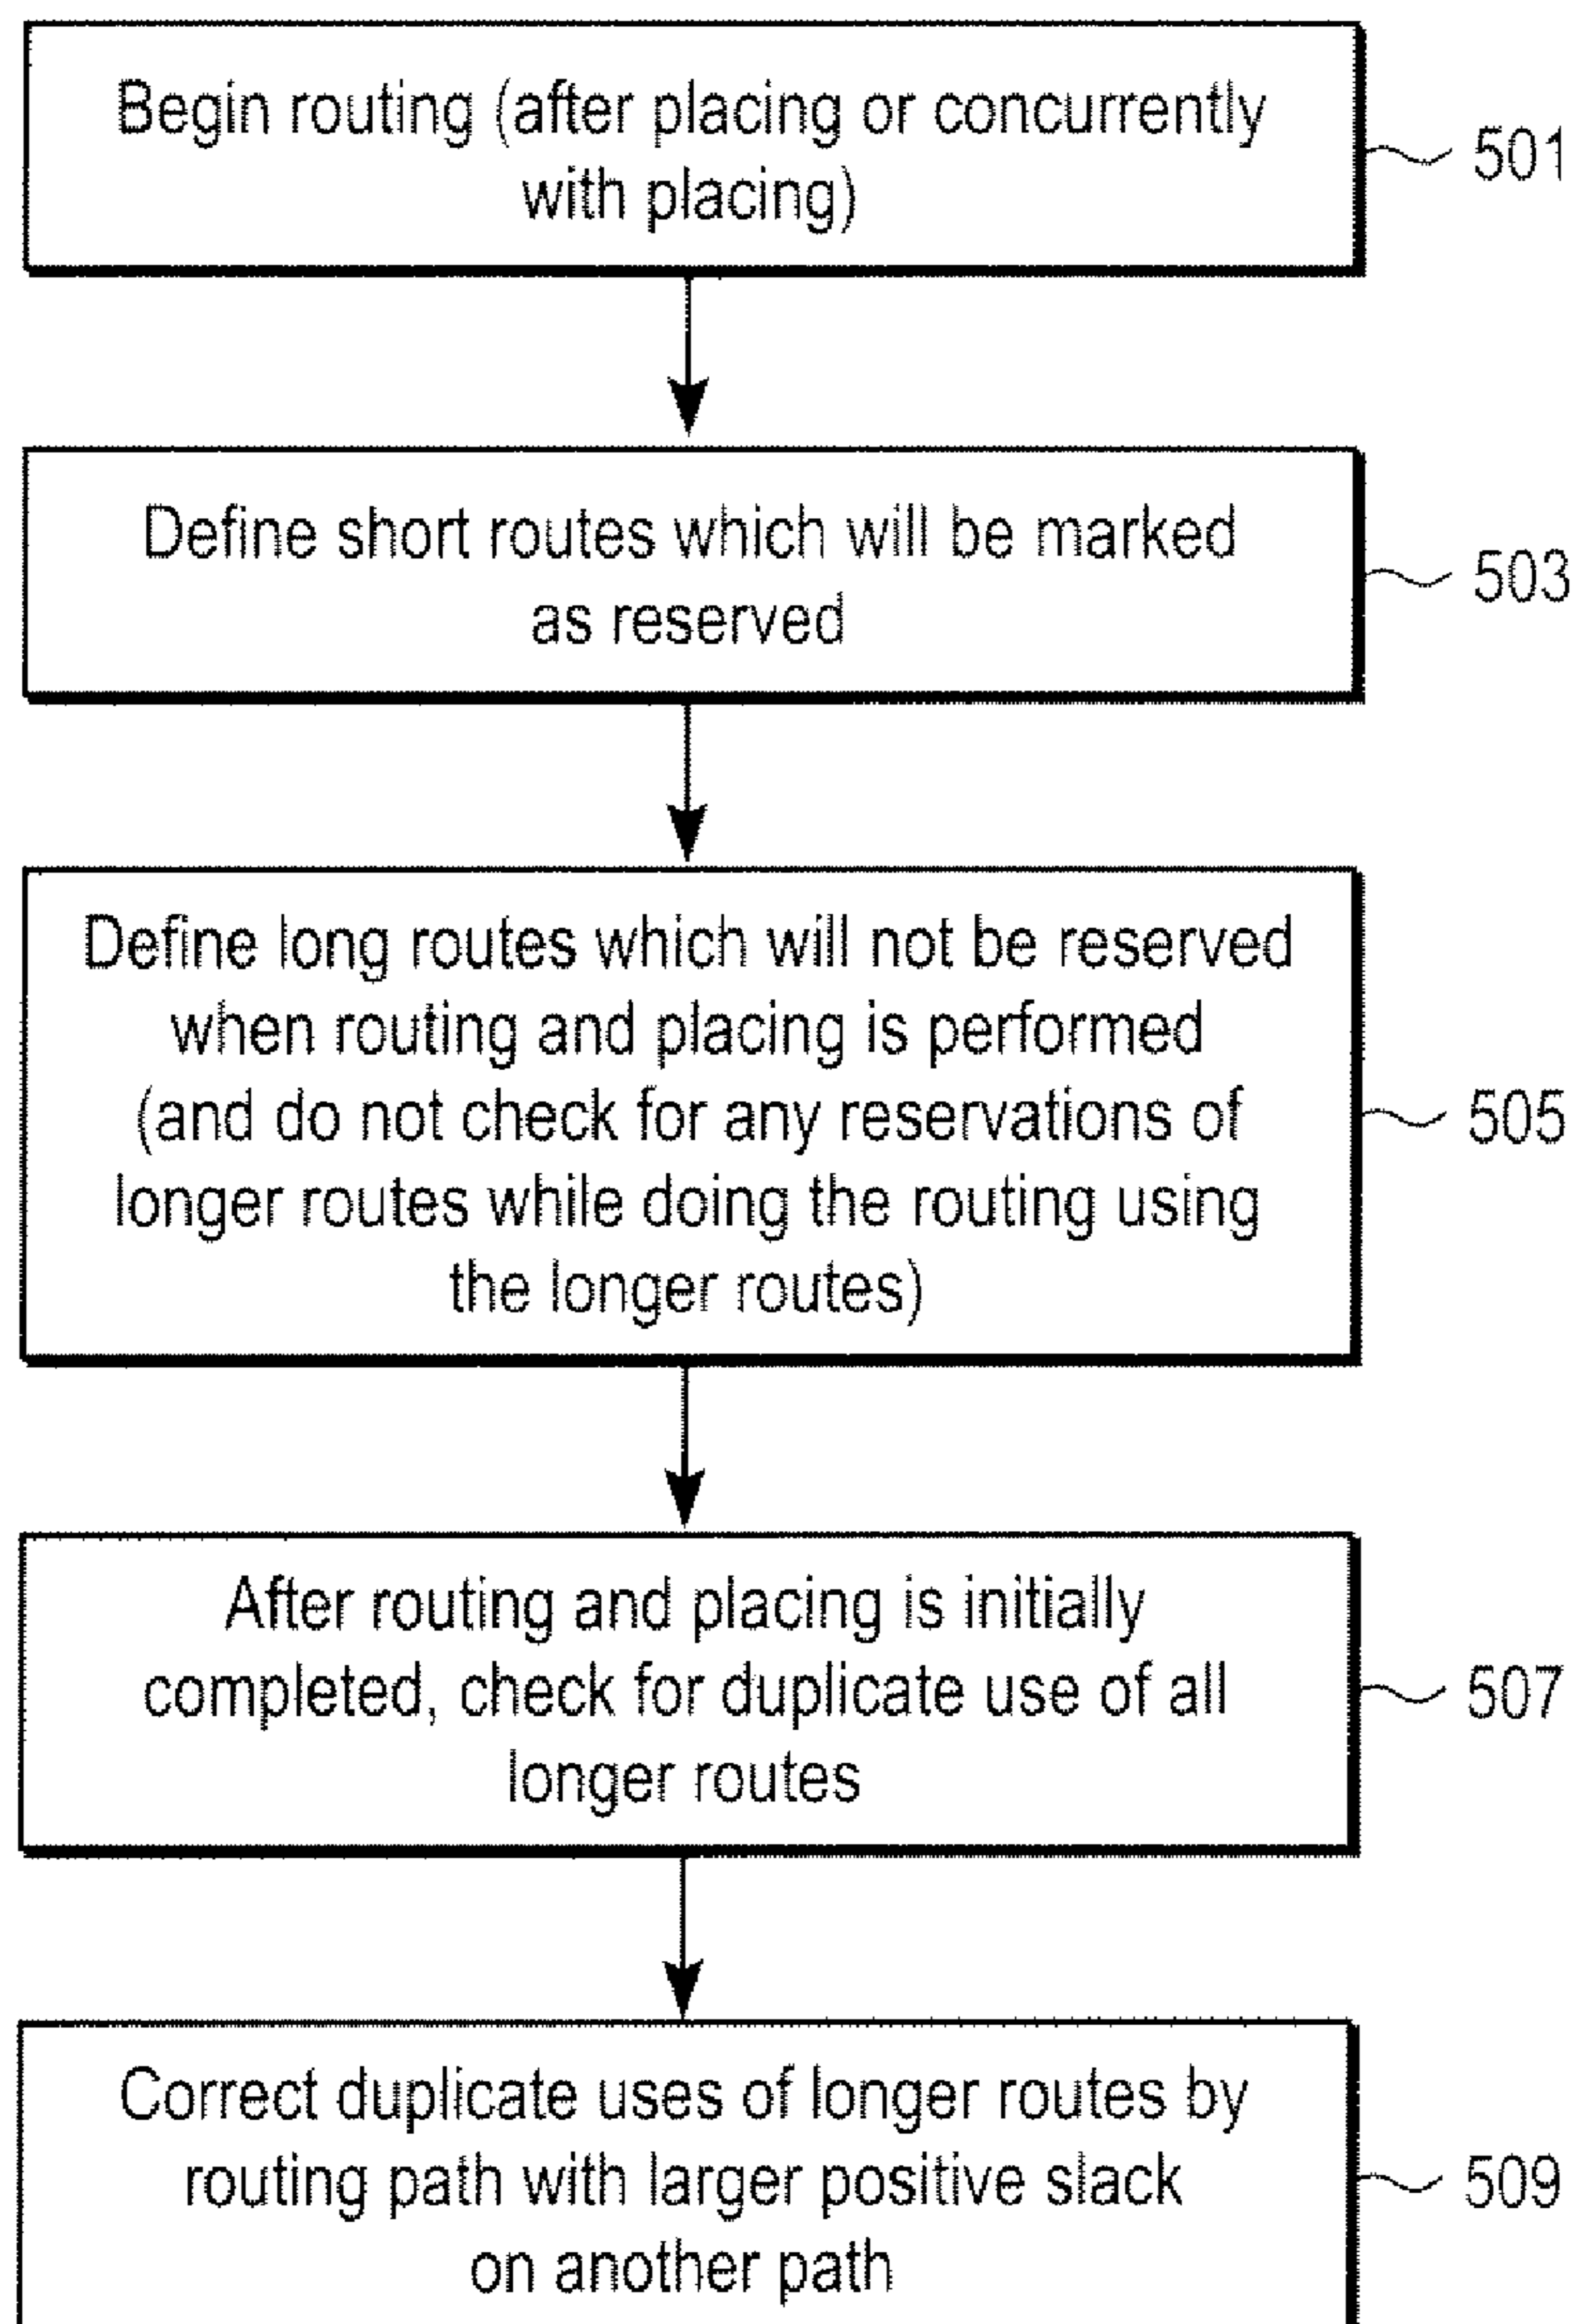 Begin routing (after placing or concurrently
with placing)
501
Define short routes which will be marked
as reserved
503
Define long routes which will not be reserved
when routing and placing is performed
(and do not check for any reservations of
longer routes while doing the routing using
the longer routes)
505
After routing and placing is initially
completed, check for duplicate use of all
longer routes
507
Correct duplicate uses of longer routes by
routing path with larger positive slack
on another path
509